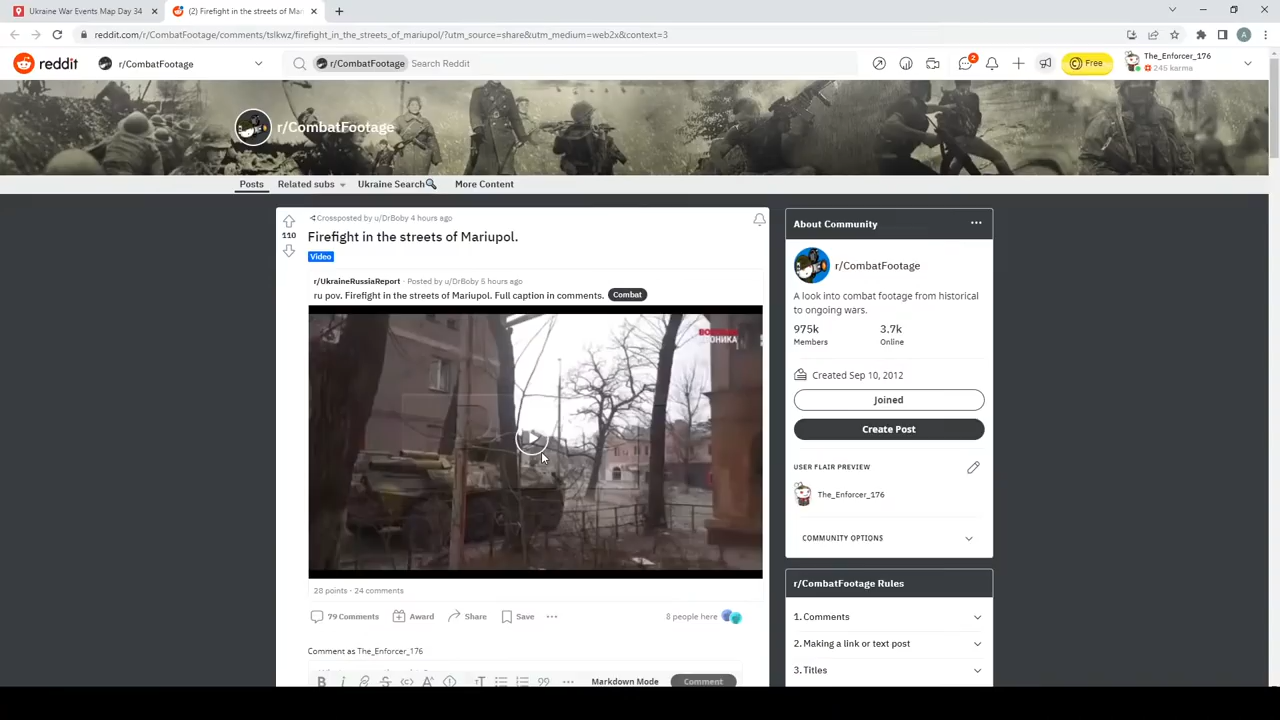 Ukraine War Events Map Day 34
(2) Firefight in the streets of Ma
reddit.com/r/CombatFootage/comments/tslkwz/firefight_in_the_streets_of_mariupol/?utm_source=share&utm_medium=web2x&context=3
A
reddit
r/CombatFootage
r/CombatFootage
Search Reddit
2
Free
The_Enforcer_176
245 karma
r/CombatFootage
Posts
Related subs
Ukraine Search
More Content
Crossposted by u/DrBoby 4 hours ago
110
Firefight in the streets of Mariupol.
Video
r/UkraineRussiaReport · Posted by u/DrBoby 5 hours ago
ru pov. Firefight in the streets of Mariupol. Full caption in comments. Combat
28 points · 24 comments
79 Comments
Award
Share
Save
8 people here
Comment as The_Enforcer_176
Markdown Mode
Comment
About Community
r/CombatFootage
A look into combat footage from historical
to ongoing wars.
975k
3.7k
Members
Online
Created Sep 10, 2012
Joined
Create Post
USER FLAIR PREVIEW
The_Enforcer_176
COMMUNITY OPTIONS
r/CombatFootage Rules
1. Comments
2. Making a link or text post
3. Titles